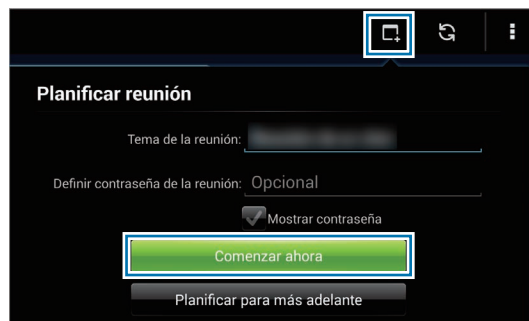 Planificar reunión
Tema de la reunión:
Definir contraseña de la reunión: Opcional
Mostrar contraseña
Comenzar ahora
Planificar para más adelante